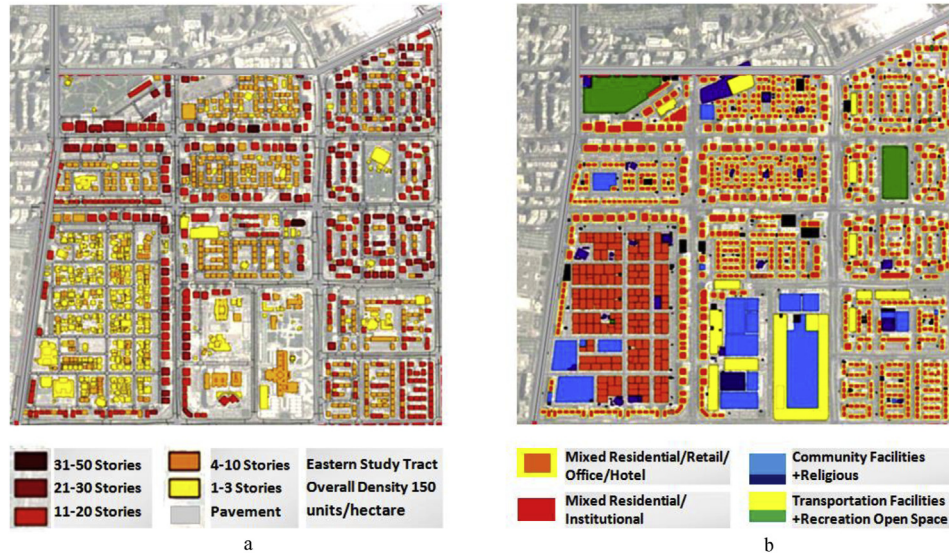 31-50 Stories
21-30 Stories
11-20 Stories
4-10 Stories
1-3 Stories
Pavement
Eastern Study Tract
Overall Density 150
units/hectare
a
Mixed Residential/Retail/
Office/Hotel
Mixed Residential/
Institutional
Community Facilities
+Religious
Transportation Facilities
+Recreation Open Space
b